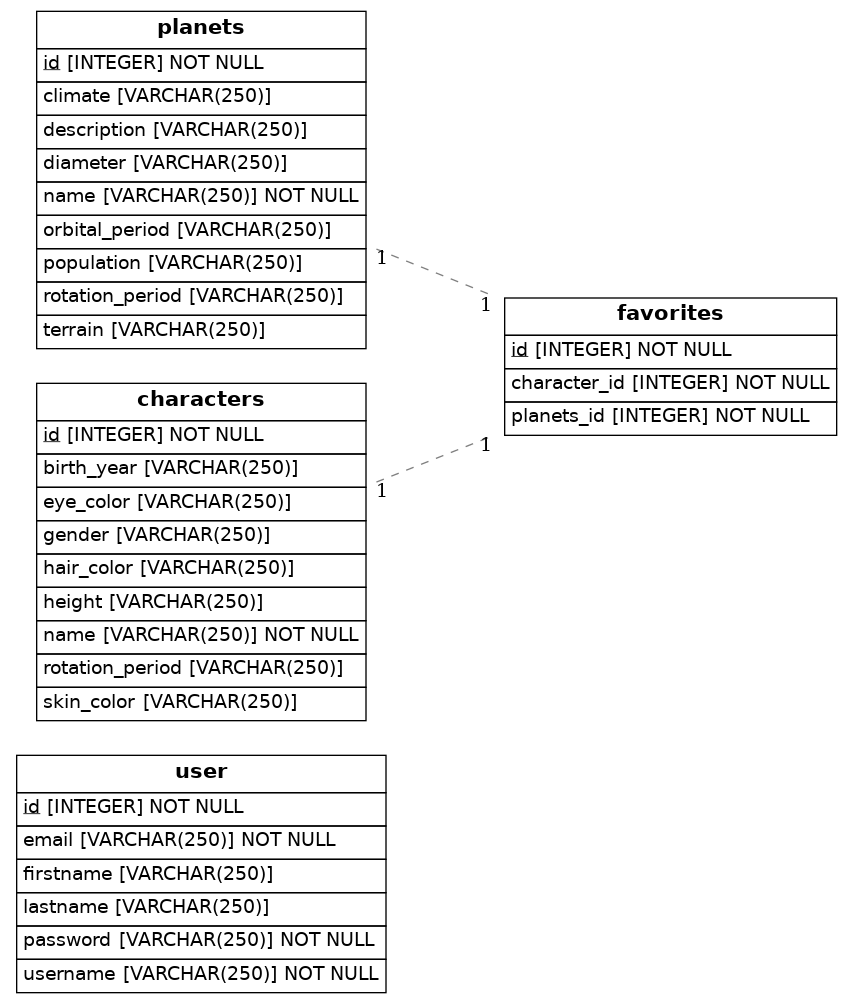 planets
id [INTEGER] NOT NULL
climate [VARCHAR(250)]
description [VARCHAR(250)]
diameter [VARCHAR(250)]
name [VARCHAR(250)] NOT NULL
orbital_period [VARCHAR(250)]
population [VARCHAR(250)]
rotation_period [VARCHAR(250)]
terrain [VARCHAR(250)]
1
1
favorites
id [INTEGER] NOT NULL
character_id [INTEGER] NOT NULL
planets_id [INTEGER] NOT NULL
characters
id [INTEGER] NOT NULL
birth_year [VARCHAR(250)]
eye_color [VARCHAR(250)]
gender [VARCHAR(250)]
hair_color [VARCHAR(250)]
height [VARCHAR(250)]
name [VARCHAR(250)] NOT NULL
rotation_period [VARCHAR(250)]
skin_color [VARCHAR(250)]
1
1
user
id [INTEGER] NOT NULL
email [VARCHAR(250)] NOT NULL
firstname [VARCHAR(250)]
lastname [VARCHAR(250)]
password [VARCHAR(250)] NOT NULL
username [VARCHAR(250)] NOT NULL